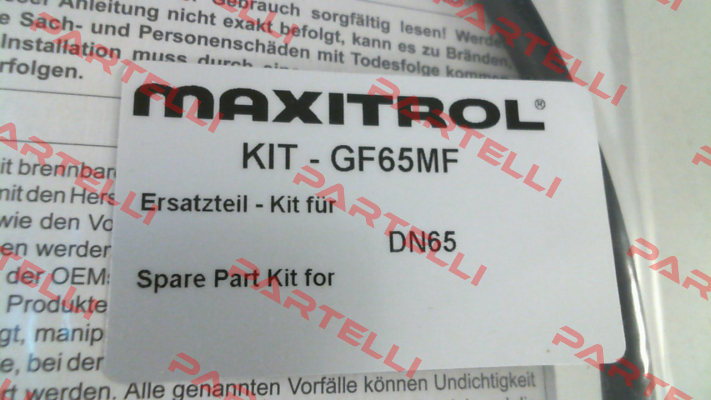 Gebrauch sorgfältig lesen! Werde
Anleitung nicht exakt befolgt, kann es zu Bränden,
e Sach- und Personenschäden mit Todesfolge kommen
Installation muss durch
rfolgen.
MAXITROL®
KIT - GF65MF
it brennbar
mit den Hers
Ersatzteil - Kit für
wie den Vo
DN65
en werden
der OEM
Spare Part Kit for
Produkte
gt, manip
e, bei der
rt werden. Alle genannten Vorfälle können Undichtigkeit
PARTELLI